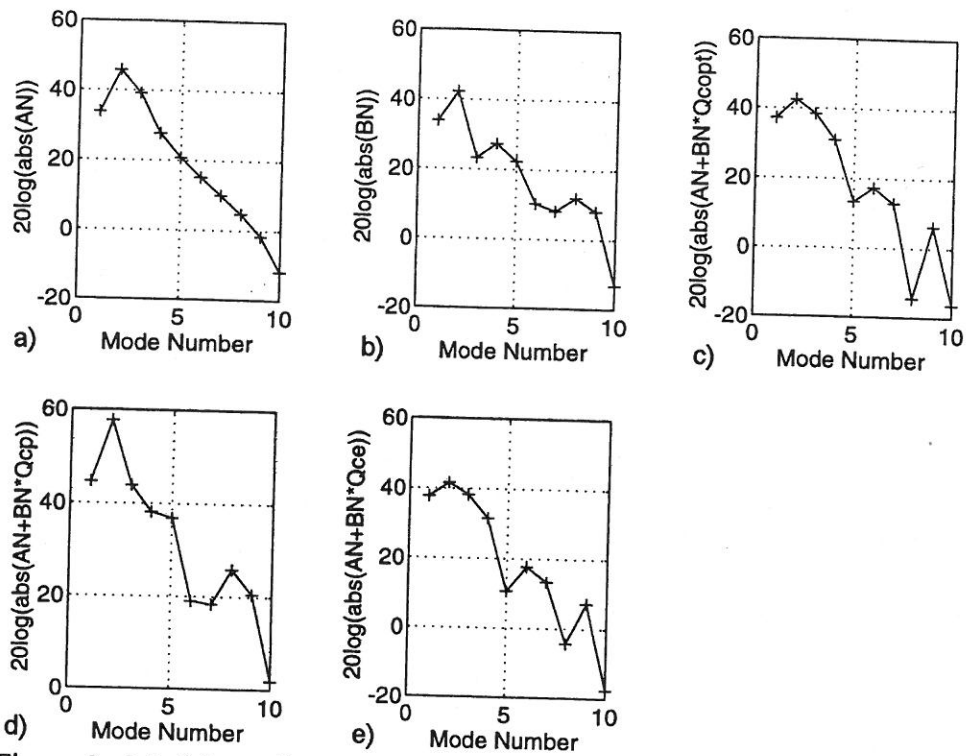 60
40
20
0
-20
20log(abs(AN))
0
5
10
a)
Mode Number
60
40
20
0
-20
20log(abs(BN))
0
5
10
b)
Mode Number
60
40
20
0
-20
20log(abs(AN+BN*Qcopt))
0
5
10
c)
Mode Number
60
40
20
0
20log(abs(AN+BN*Qcp))
0
5
10
d)
Mode Number
60
40
20
0
-20
20log(abs(AN+BN*Qce))
0
5
10
e)
Mode Number